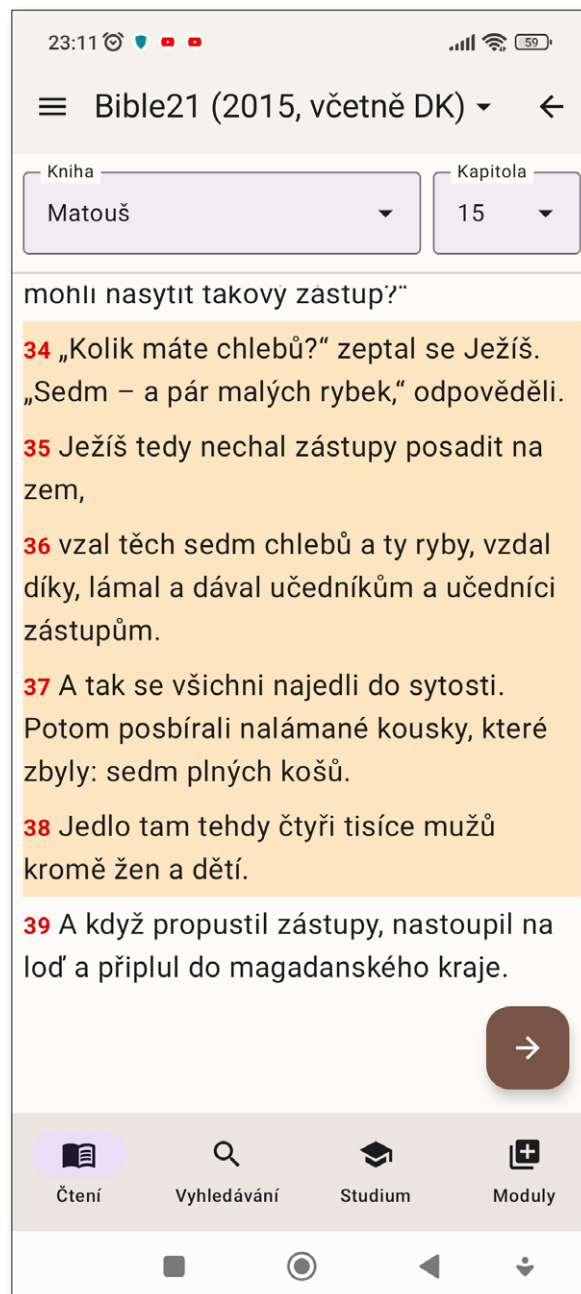 23:11
59
Bible21 (2015, včetně DK)
Kniha
Kapitola
Matouš
15
mohli nasytit takový zástup?"
34 „Kolik máte chlebů?“ zeptal se Ježíš.
„Sedm – a pár malých rybek,“ odpověděli.
35 Ježíš tedy nechal zástupy posadit na
zem,
36 vzal těch sedm chlebů a ty ryby, vzdal
díky, lámal a dával učedníkům a učedníci
zástupům.
37 A tak se všichni najedli do sytosti.
Potom posbírali nalámané kousky, které
zbyly: sedm plných košů.
38 Jedlo tam tehdy čtyři tisíce mužů
kromě žen a dětí.
39 A když propustil zástupy, nastoupil na
loď a připlul do magadanského kraje.
Čtení
Vyhledávání
Studium
Moduly